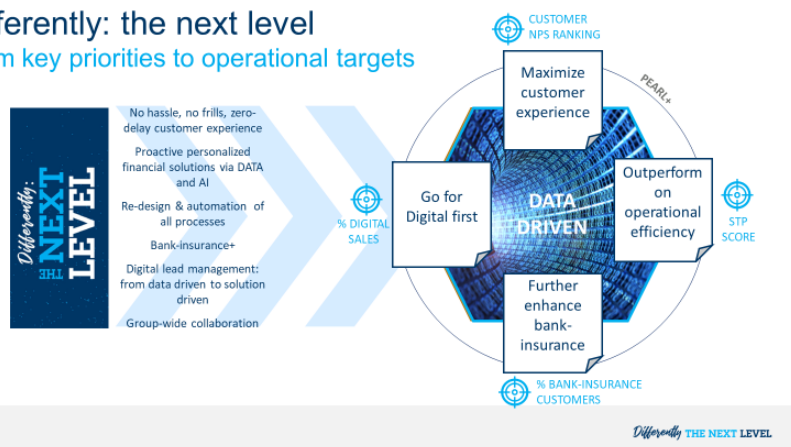 ferently: the next level
m key priorities to operational targets
Differently:
THE NEXT
LEVEL
No hassle, no frills, zero-
delay customer experience
Proactive personalized
financial solutions via DATA
and AI
Re-design & automation of
all processes
Bank-insurance+
Digital lead management:
from data driven to solution
driven
Group-wide collaboration
CUSTOMER
NPS RANKING
Maximize
customer
experience
PEARL+
% DIGITAL
SALES
Go for
Digital first
DATA
DRIVEN
Outperform
on
operational
efficiency
STP
SCORE
Further
enhance
bank-
insurance
% BANK-INSURANCE
CUSTOMERS
Differently THE NEXT LEVEL